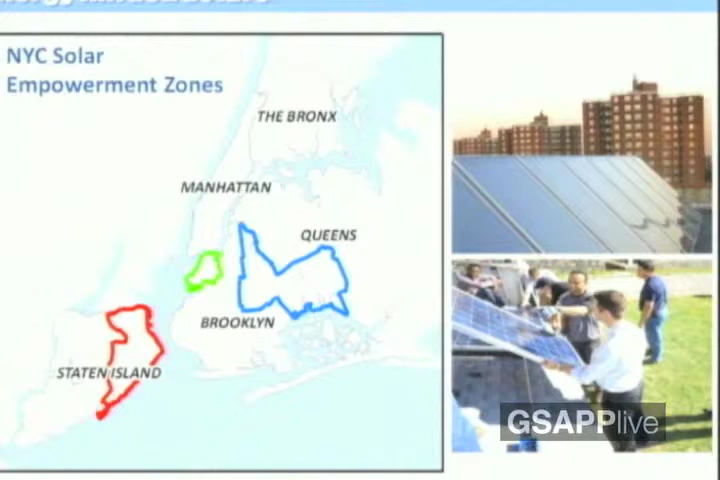 NYC Solar
Empowerment Zones
THE BRONX
MANHATTAN
QUEENS
BROOKLYN
STATEN ISLAND
GSAPPlive